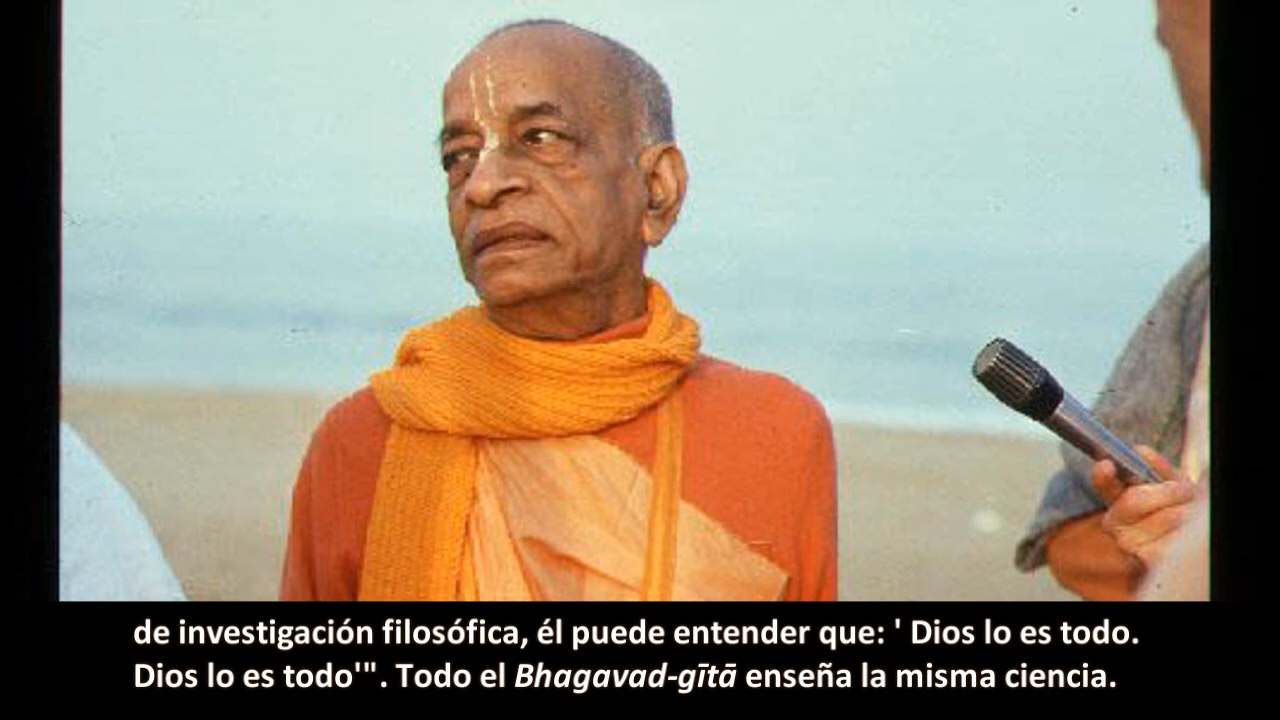 de investigación filosófica, él puede entender que: ' Dios lo es todo.
Dios lo es todo'". Todo el Bhagavad-gītā enseña la misma ciencia.